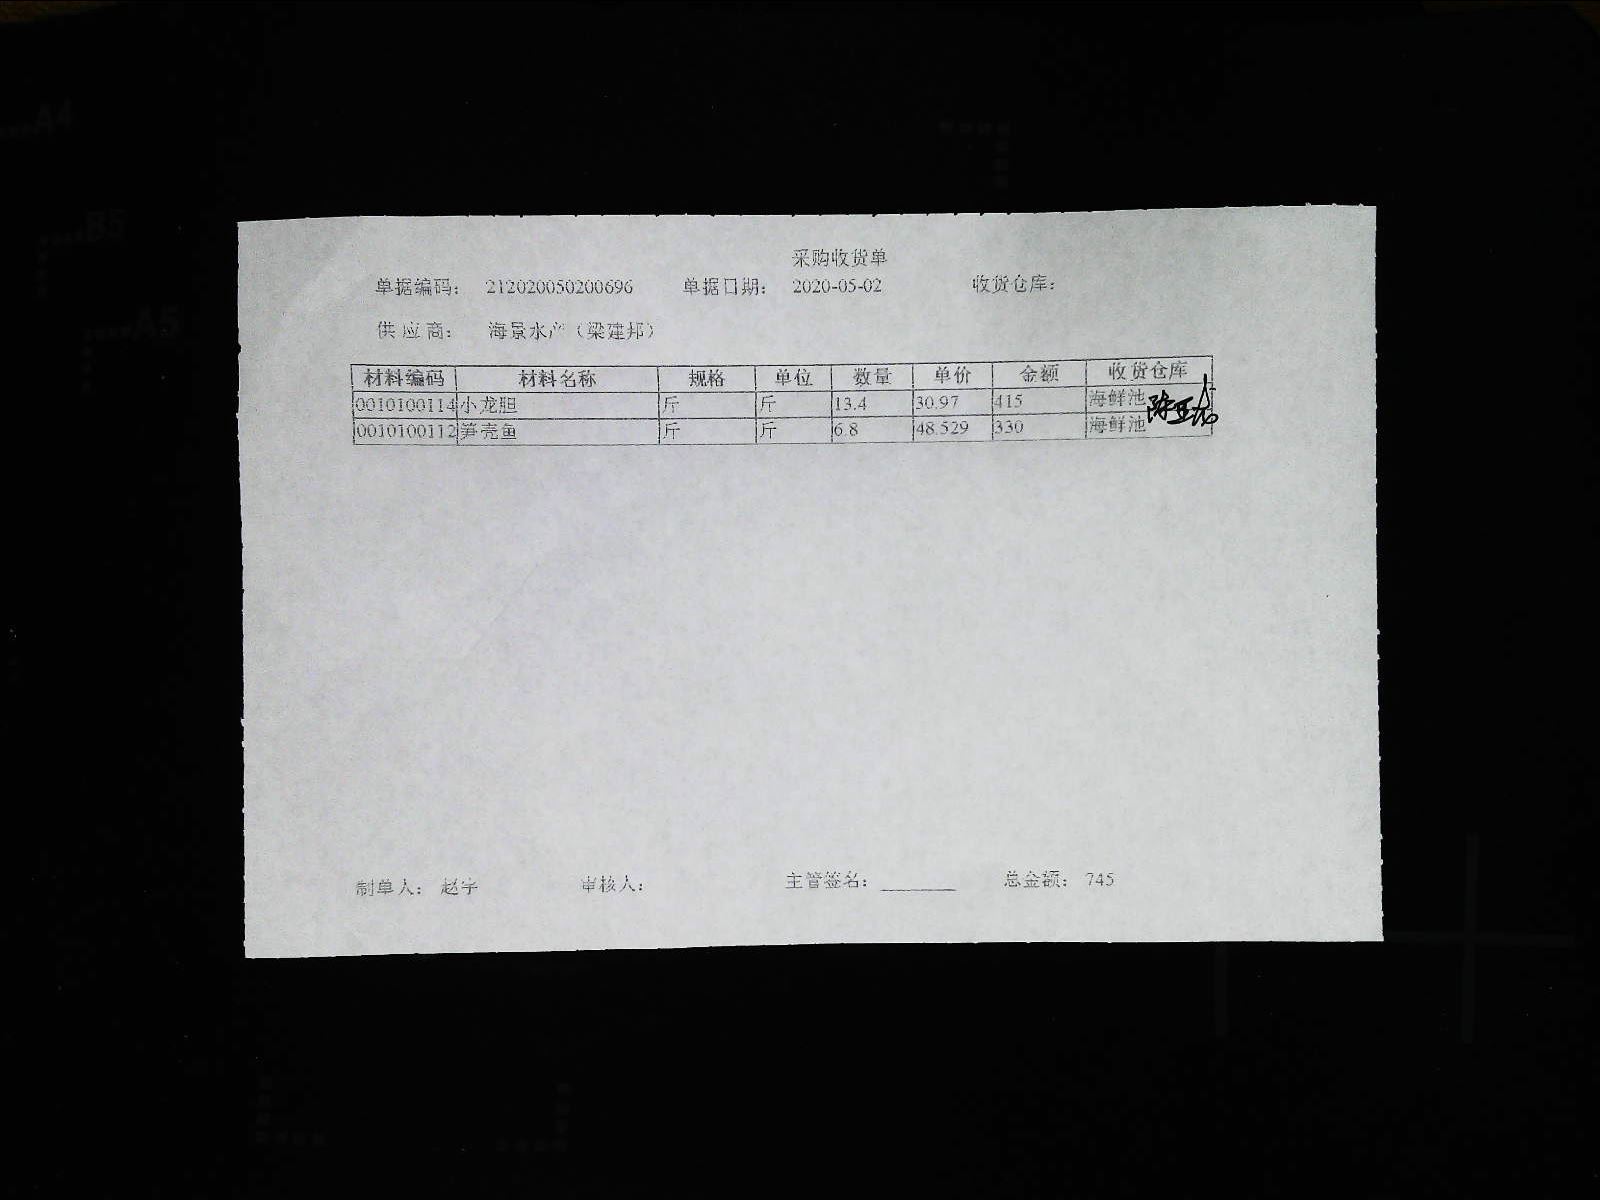 采购收货单
单据编码： 212020050200696 单据日期： 2020-05-02 收货仓库：
供应商： 海景水产（梁建邦）
材料编码 材料名称 规格 单位 数量 单价 金额 收货仓库
0010100114 小龙胆 斤 斤 13.4 30.97 415 海鲜池
0010100112 笋壳鱼 斤 斤 6.8 48.529 330 海鲜池
制单人： 赵宇 审核人： 主管签名： 总金额： 745
A4
B5
A5